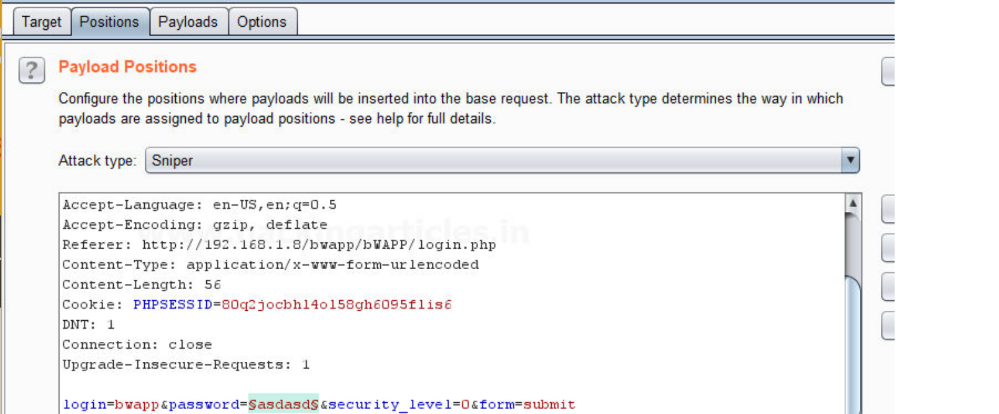 Target Positions Payloads Options
? Payload Positions
Configure the positions where payloads will be inserted into the base request. The attack type determines the way in which
payloads are assigned to payload positions - see help for full details.
Attack type: Sniper
Accept-Language: en-US,en;q=0.5
Accept-Encoding: gzip, deflate
www.hackingarticles.in
Referer: http://192.168.1.8/bwapp/bWAPP/login.php
Content-Type: application/x-www-form-urlencoded
Content-Length: 56
Cookie: PHPSESSID=80q2jocbhl4ol58gh6095flis6
DNT: 1
Connection: close
Upgrade-Insecure-Requests: 1
login=bwapp&password=§asdasd§&security_level=0&form=submit